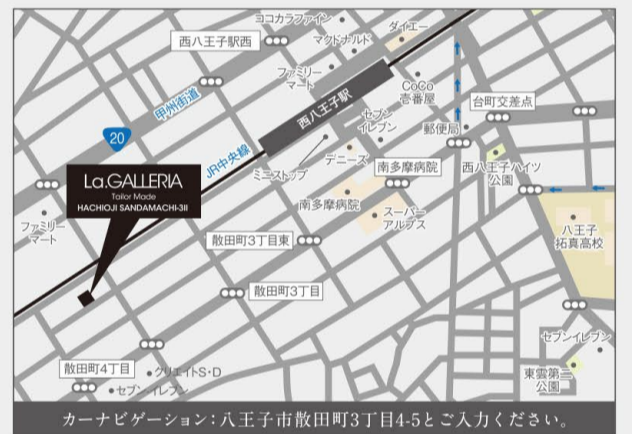 ココカラファイン
ダイエー
マクドナルド
西八王子駅西
ファミリー
マート
CoCo
壱番屋
甲州街道
西八王子駅
台町交差点
セブン
イレブン
郵便局
20
JR中央線
デニーズ
ミニストップ
南多摩病院
西八王子ハイツ
公園
La.GALLERIA
Tailor Made
HACHIOJI SANDAMACHI-3II
南多摩病院
スーパー
アルプス
ファミリー
マート
八王子
拓真高校
散田町3丁目東
散田町3丁目
セブンイレブン
散田町4丁目
クリエイトS・D
セブン-イレブン
東雲第二
公園
カーナビゲーション:八王子市散田町3丁目4-5とご入力ください。